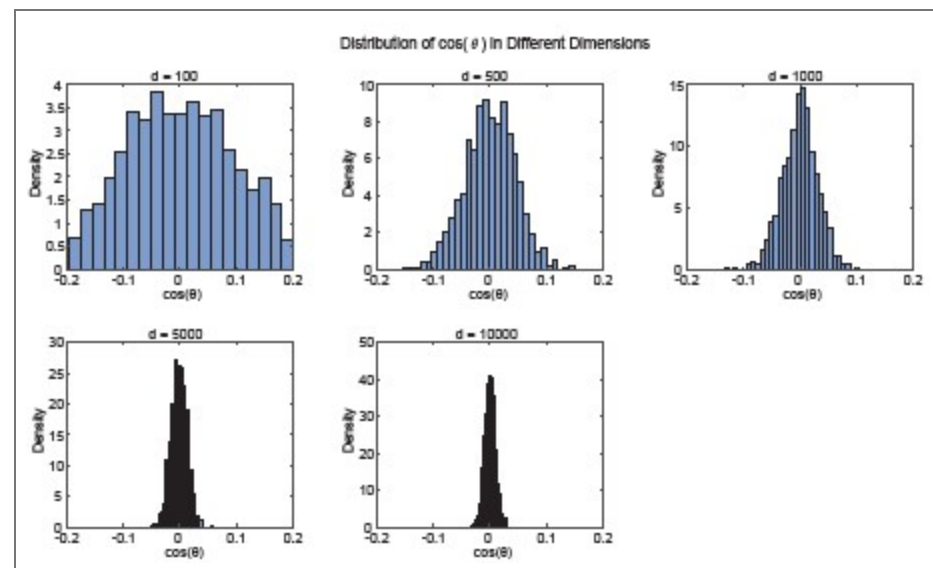 Distribution of cos( θ ) in Different Dimensions
d = 100
4
3.5
3
2.5
2
1.5
1
0.5
0
Density
-0.2 -0.1 0 0.1 0.2
cos(θ)
d = 500
10
8
6
4
2
0
Density
-0.2 -0.1 0 0.1 0.2
cos(θ)
d = 1000
15
10
5
0
Density
-0.2 -0.1 0 0.1 0.2
cos(θ)
d = 5000
30
25
20
15
10
5
0
Density
-0.2 -0.1 0 0.1 0.2
cos(θ)
d = 10000
50
40
30
20
10
0
Density
-0.2 -0.1 0 0.1 0.2
cos(θ)